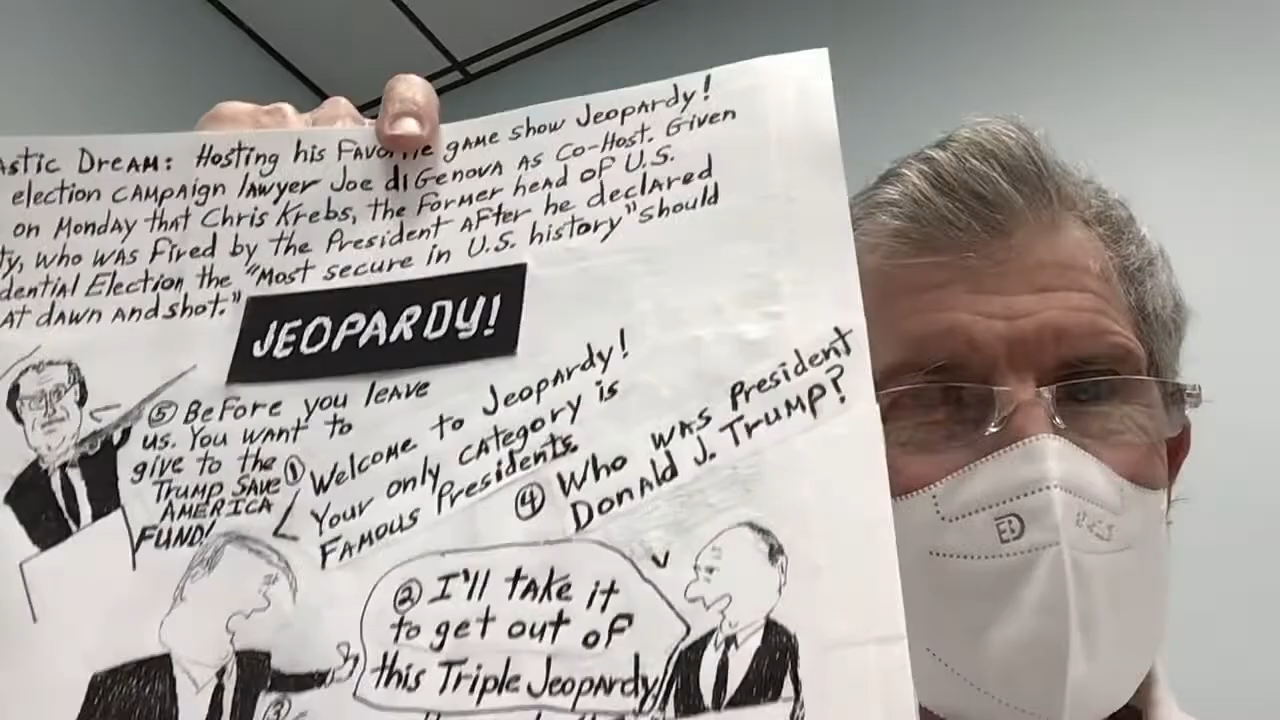 astic Dream: Hosting his Favorite game show Jeopardy!
election campaign lawyer Joe diGenova as Co-Host. Given
on Monday that Chris Krebs, the Former head of U.S.
ty, who was Fired by the President After he declared
dential Election the "Most secure in U.S. history" should
At dawn and shot."
JEOPARDY!
⑤ Before you leave
us. You want to
give to the
Trump Save
America
Fund!
① Welcome to Jeopardy!
Your only category is
Famous Presidents.
④ Who was President
Donald J. Trump?
② I'll take it
to get out of
this Triple Jeopardy
③